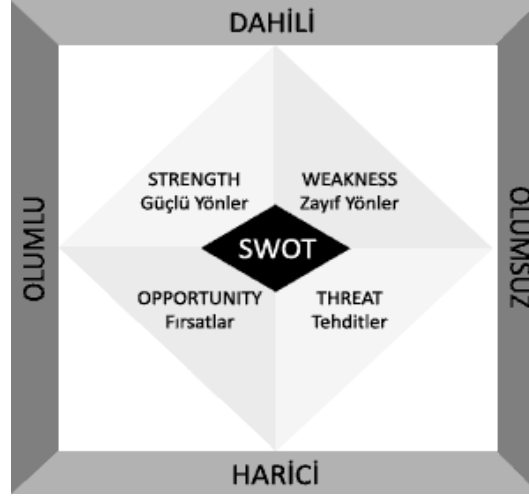 DAHİLİ
STRENGTH
Güçlü Yönler
WEAKNESS
Zayıf Yönler
OLUMLU
SWOT
OLUMSUZ
OPPORTUNITY
Fırsatlar
THREAT
Tehditler
HARİCİ